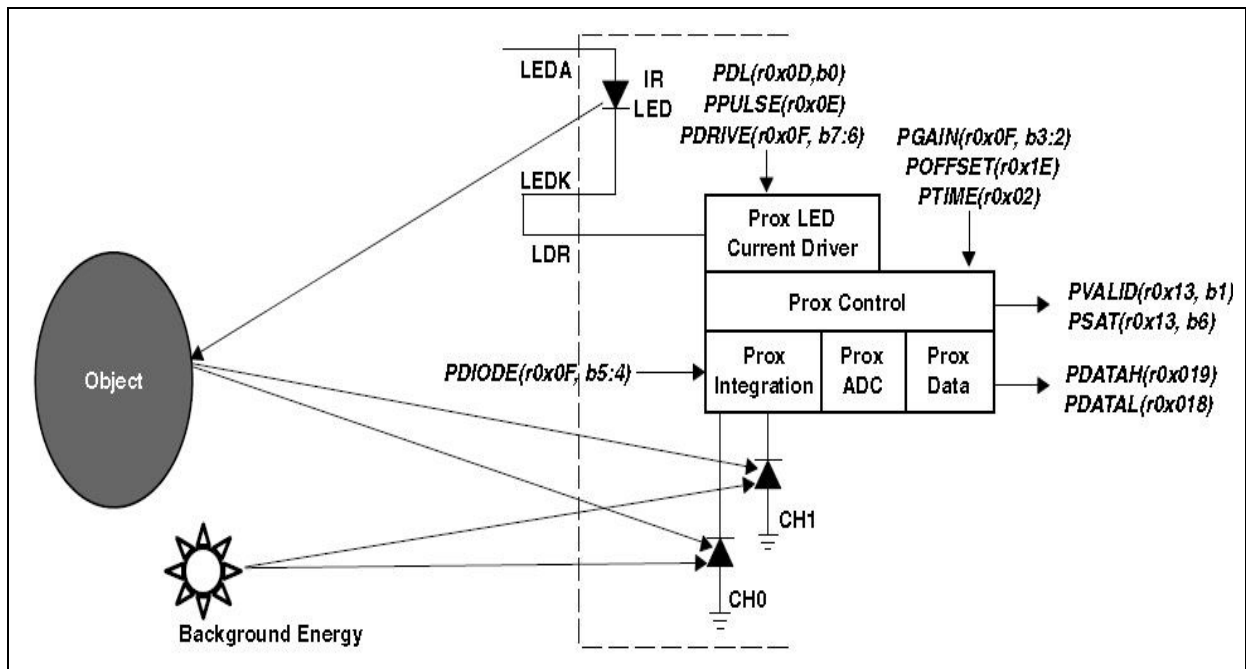 LEDA
IR
LED
LEDK
LDR
PDL(r0x0D,b0)
PPULSE(r0x0E)
PDRIVE(r0x0F, b7:6)
PGAIN(r0x0F, b3:2)
POFFSET(r0x1E)
PTIME(r0x02)
Prox LED
Current Driver
Prox Control
PVALID(r0x13, b1)
PSAT(r0x13, b6)
PDIODE(r0x0F, b5:4)
Prox
Integration
Prox
ADC
Prox
Data
PDATAH(r0x019)
PDATAL(r0x018)
Object
CH1
CH0
Background Energy